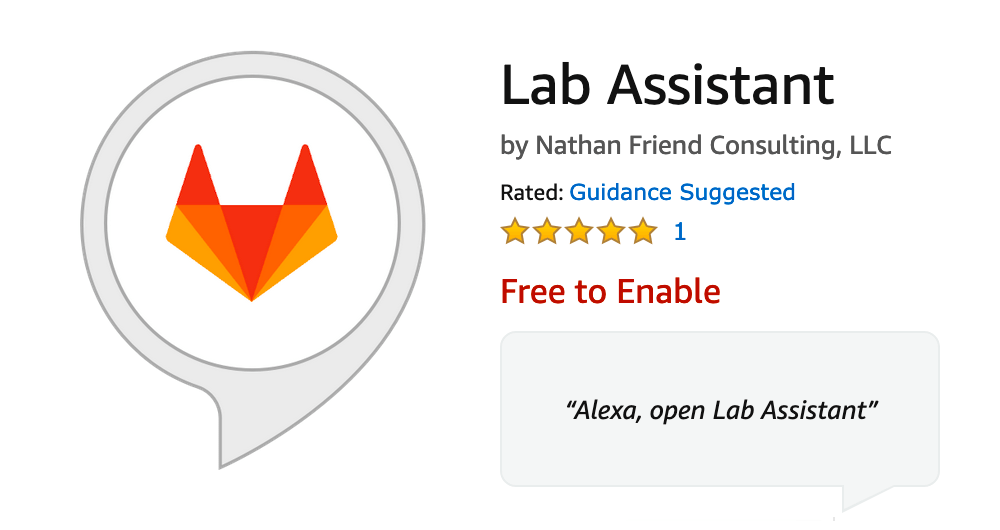 Lab Assistant
by Nathan Friend Consulting, LLC
Rated: Guidance Suggested
1
Free to Enable
“Alexa, open Lab Assistant”